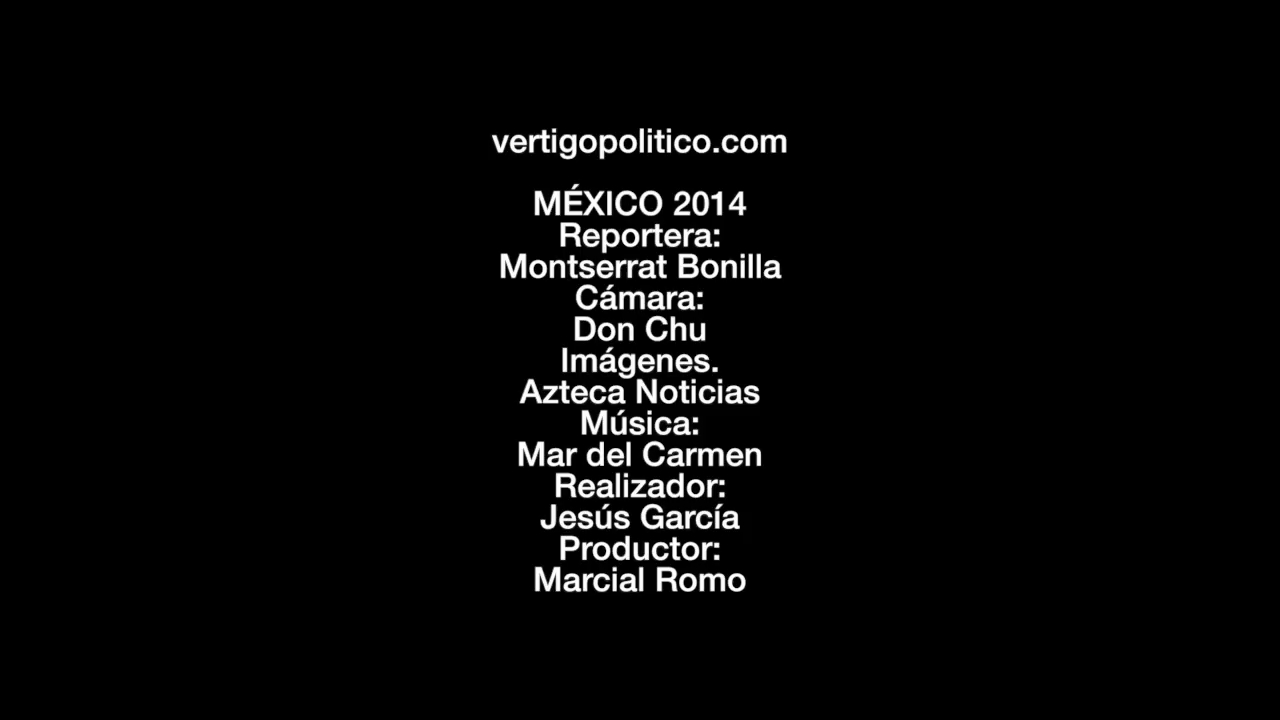 vertigopolitico.com
MÉXICO 2014
Reportera:
Montserrat Bonilla
Cámara:
Don Chu
Imágenes.
Azteca Noticias
Música:
Mar del Carmen
Realizador:
Jesús García
Productor:
Marcial Romo